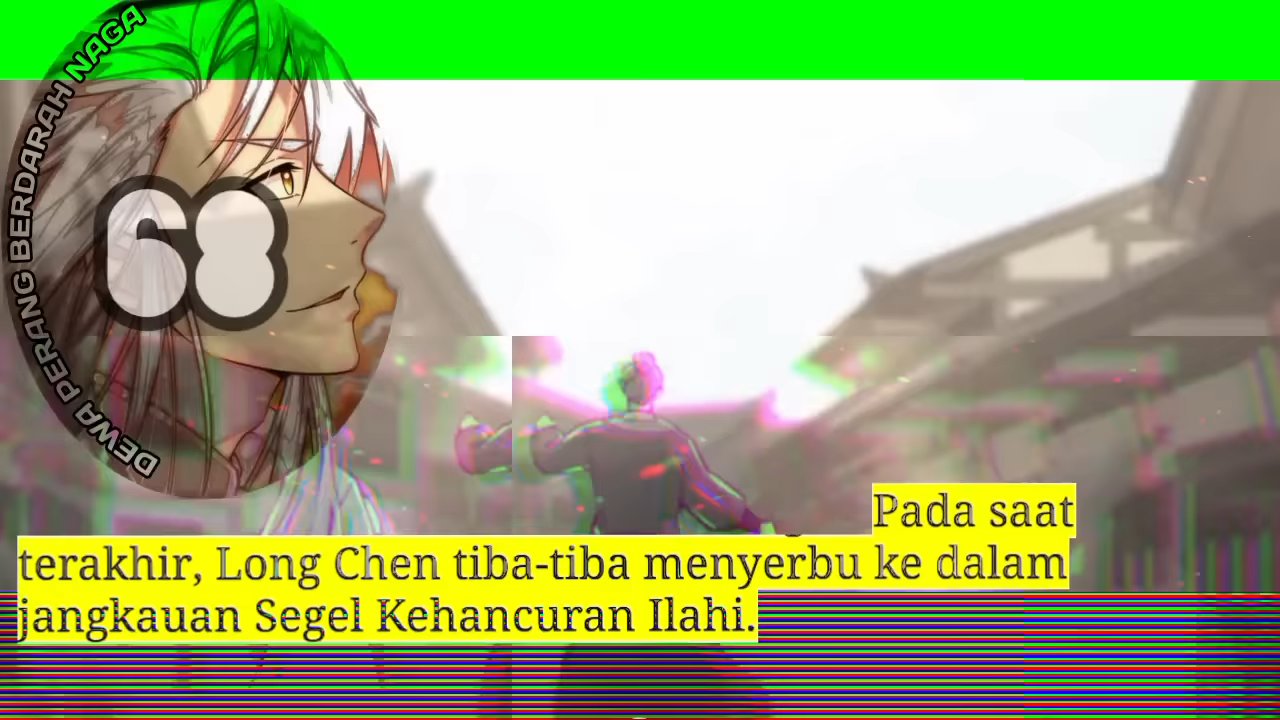 DEWA PERANG BERDARAH NAGA
68
Pada saat
terakhir, Long Chen tiba-tiba menyerbu ke dalam
jangkauan Segel Kehancuran Ilahi.